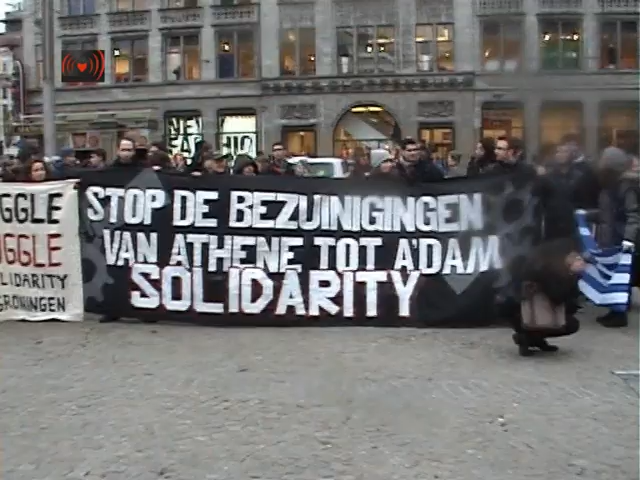 GGLE
GGLE
LIDARITY
GRONINGEN
STOP DE BEZUINIGINGEN
VAN ATHENE TOT A'DAM
SOLIDARITY